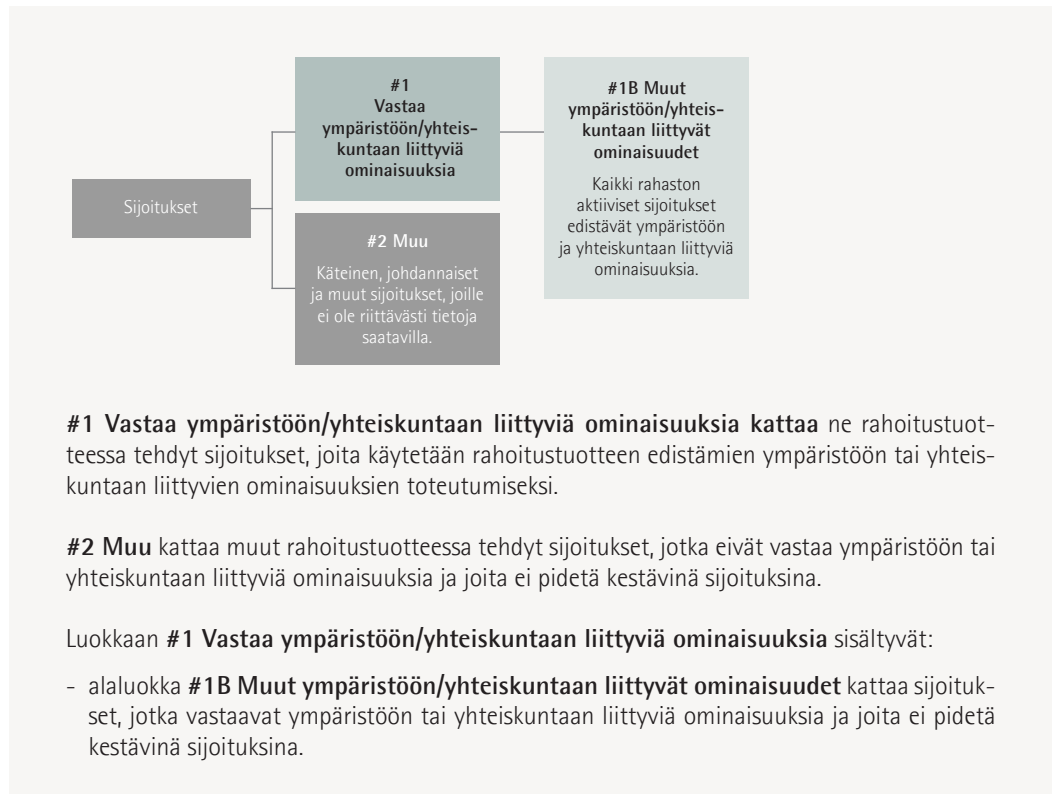 Sijoitukset
#1
Vastaa
ympäristöön/yhteis-
kuntaan liittyviä
ominaisuuksia
#2 Muu
Käteinen, johdannaiset
ja muut sijoitukset, joille
ei ole riittävästi tietoja
saatavilla.
#1B Muut
ympäristöön/yhteis-
kuntaan liittyvät
ominaisuudet
Kaikki rahaston
aktiiviset sijoitukset
edistävät ympäristöön
ja yhteiskuntaan liittyviä
ominaisuuksia.
#1 Vastaa ympäristöön/yhteiskuntaan liittyviä ominaisuuksia kattaa ne rahoitustuot-
teessa tehdyt sijoitukset, joita käytetään rahoitustuotteen edistämien ympäristöön tai yhteis-
kuntaan liittyvien ominaisuuksien toteutumiseksi.
#2 Muu kattaa muut rahoitustuotteessa tehdyt sijoitukset, jotka eivät vastaa ympäristöön tai
yhteiskuntaan liittyviä ominaisuuksia ja joita ei pidetä kestävinä sijoituksina.
Luokkaan #1 Vastaa ympäristöön/yhteiskuntaan liittyviä ominaisuuksia sisältyvät:
- alaluokka #1B Muut ympäristöön/yhteiskuntaan liittyvät ominaisuudet kattaa sijoituk-
set, jotka vastaavat ympäristöön tai yhteiskuntaan liittyviä ominaisuuksia ja joita ei pidetä
kestävinä sijoituksina.